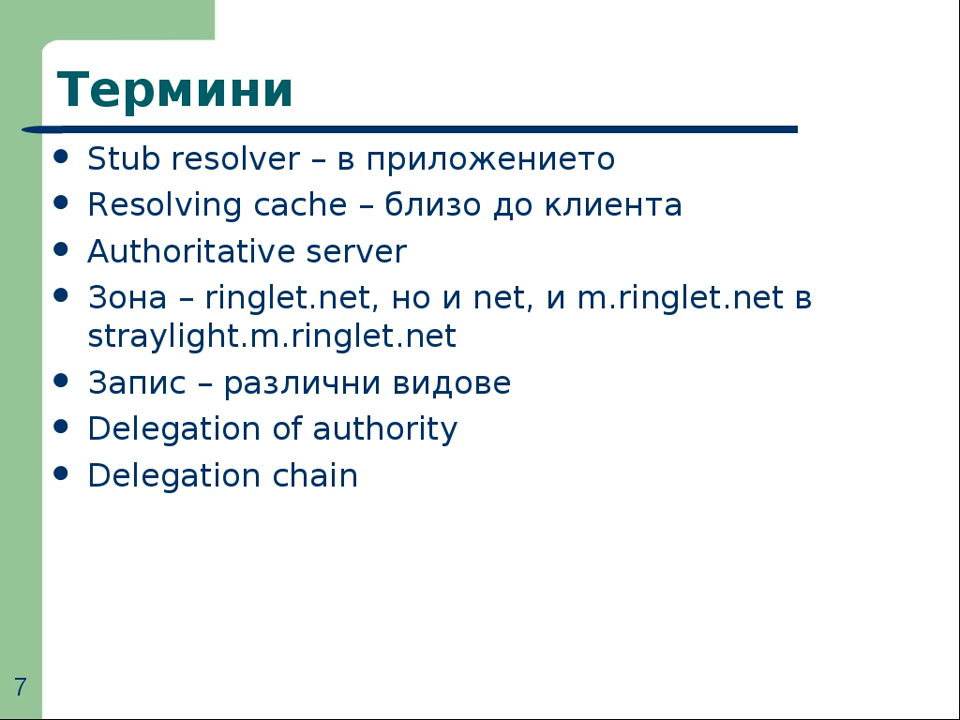 Термини
Stub resolver – в приложението
Resolving cache – близо до клиента
Authoritative server
Зона – ringlet.net, но и net, и m.ringlet.net в
straylight.m.ringlet.net
Запис – различни видове
Delegation of authority
Delegation chain
7